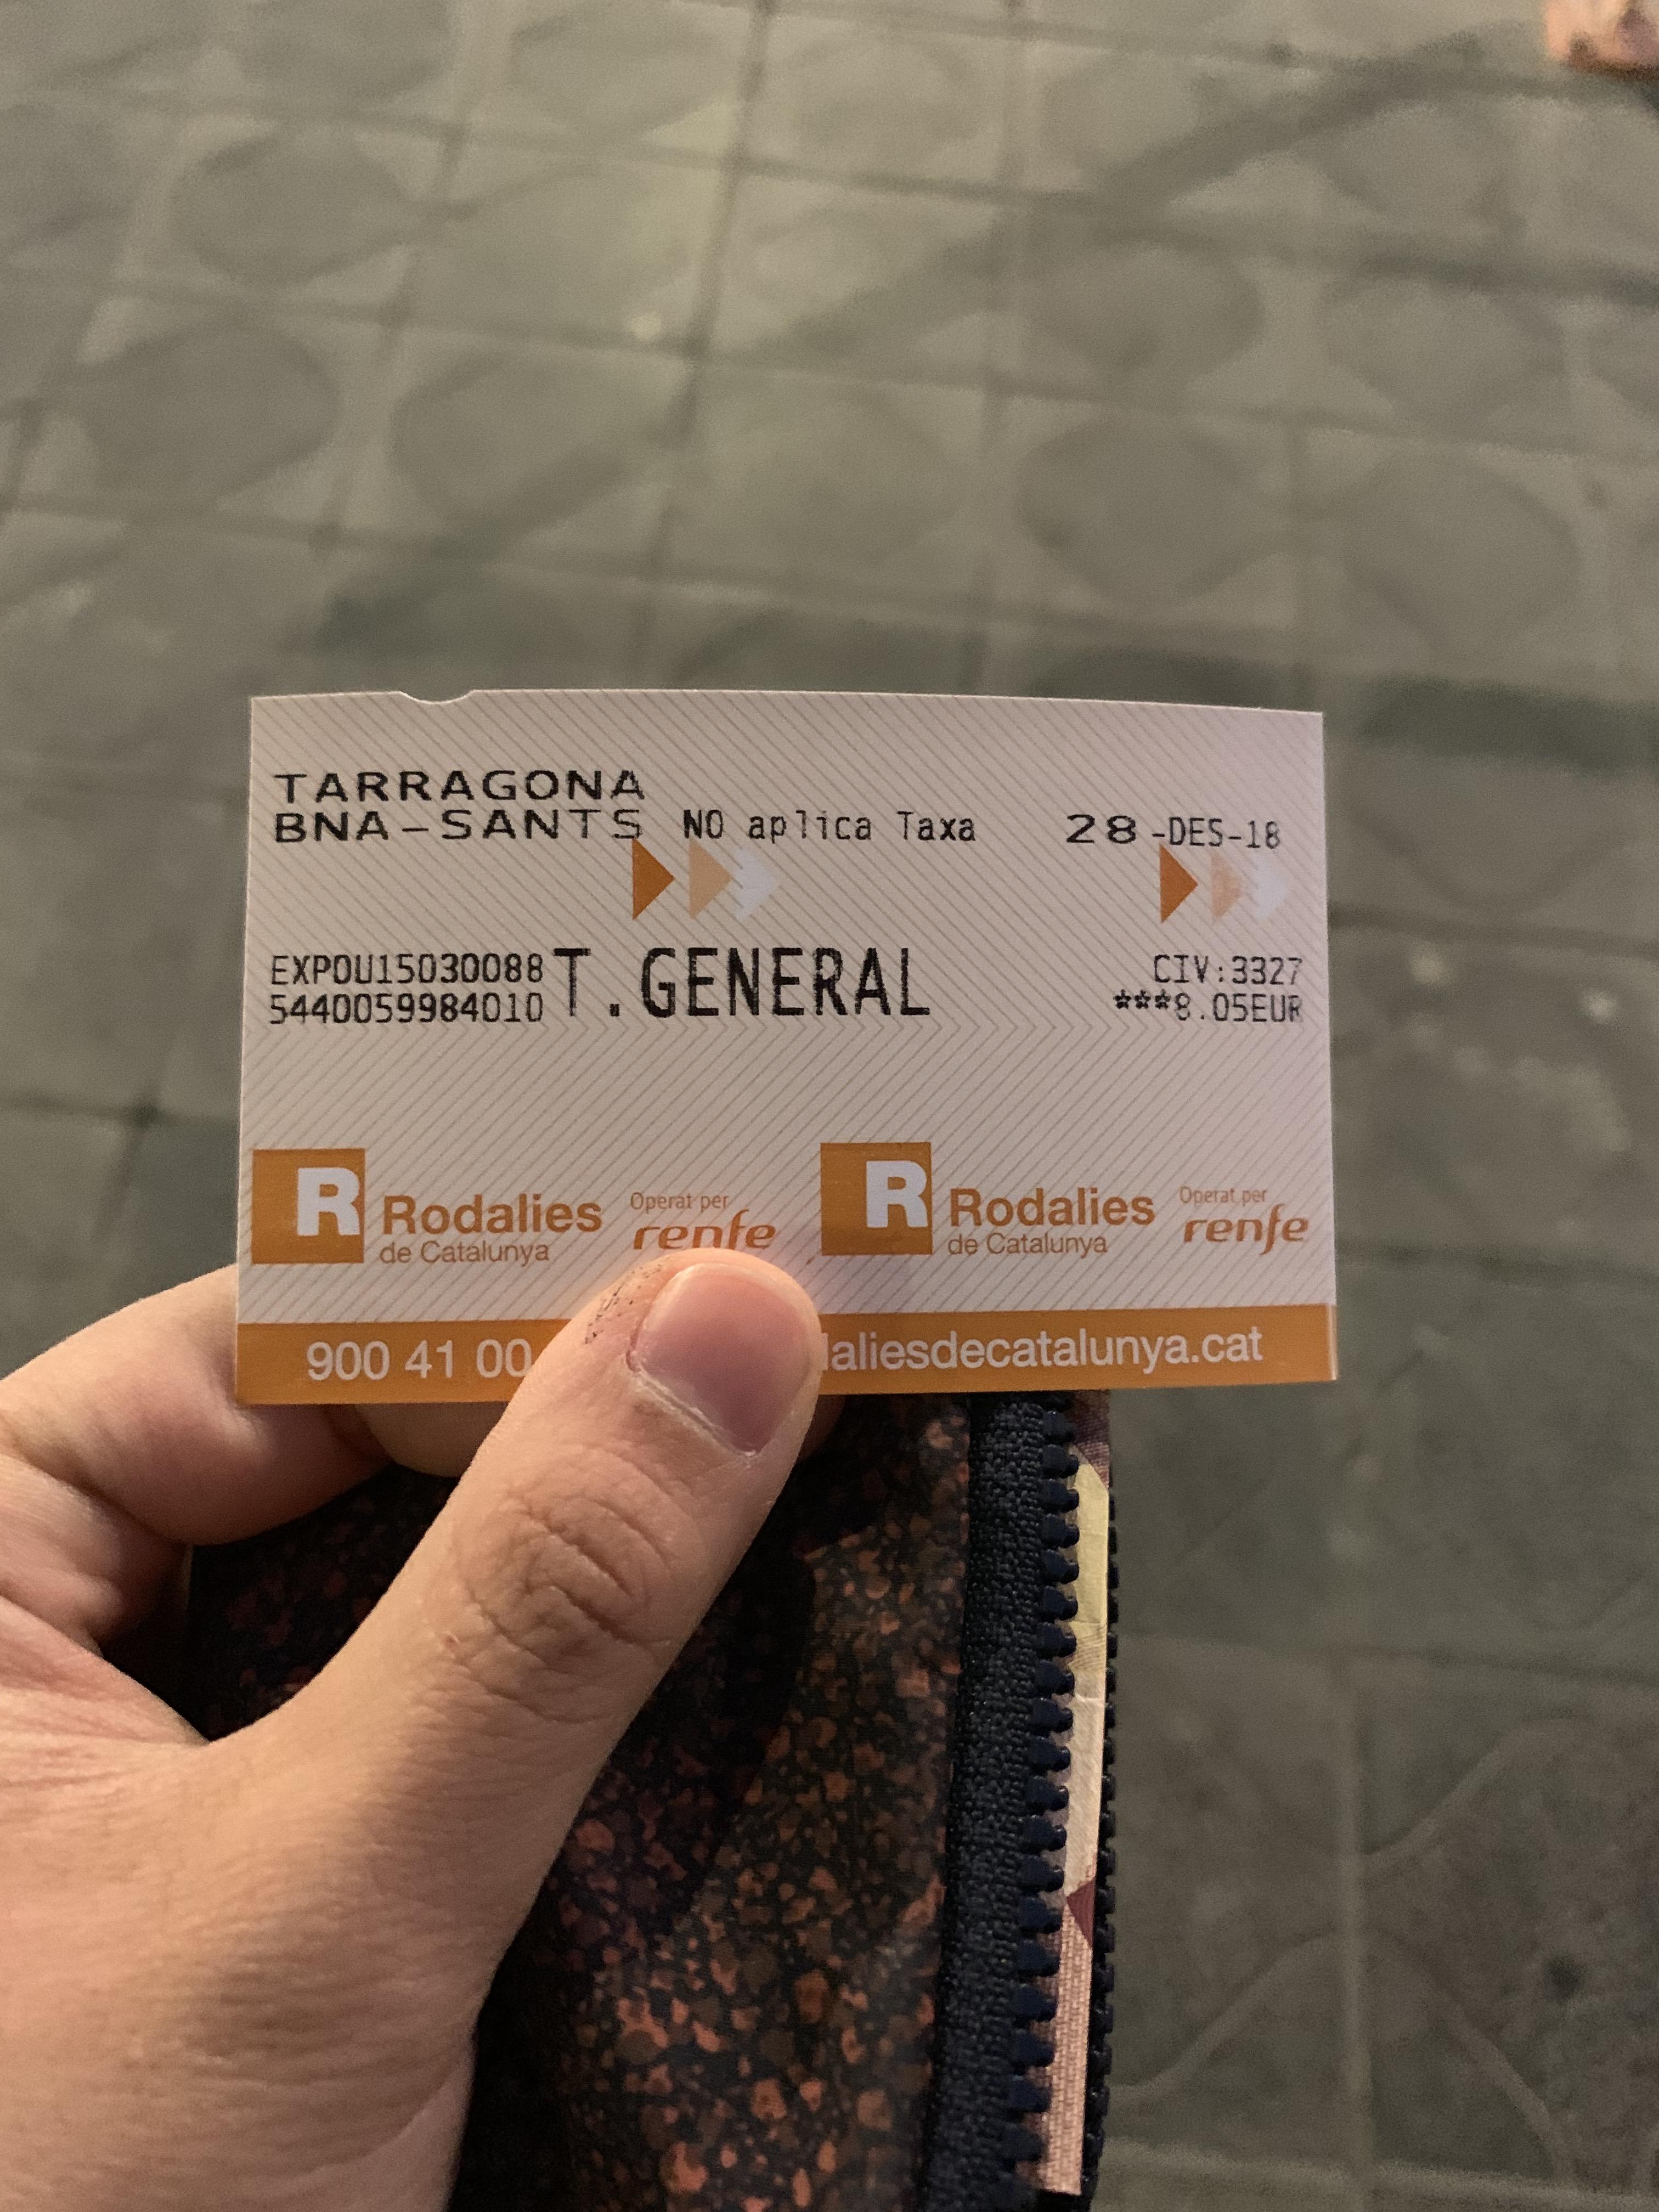 TARRAGONA
BNA-SANTS NO aplica Taxa 28-DES-18
EXPDU15030088 T.GENERAL CIV:3327
5440059984010 ***8.05EUR
R Rodalies de Catalunya Operat per renfe
R Rodalies de Catalunya Operat per renfe
900 41 00 daliesdecatalunya.cat